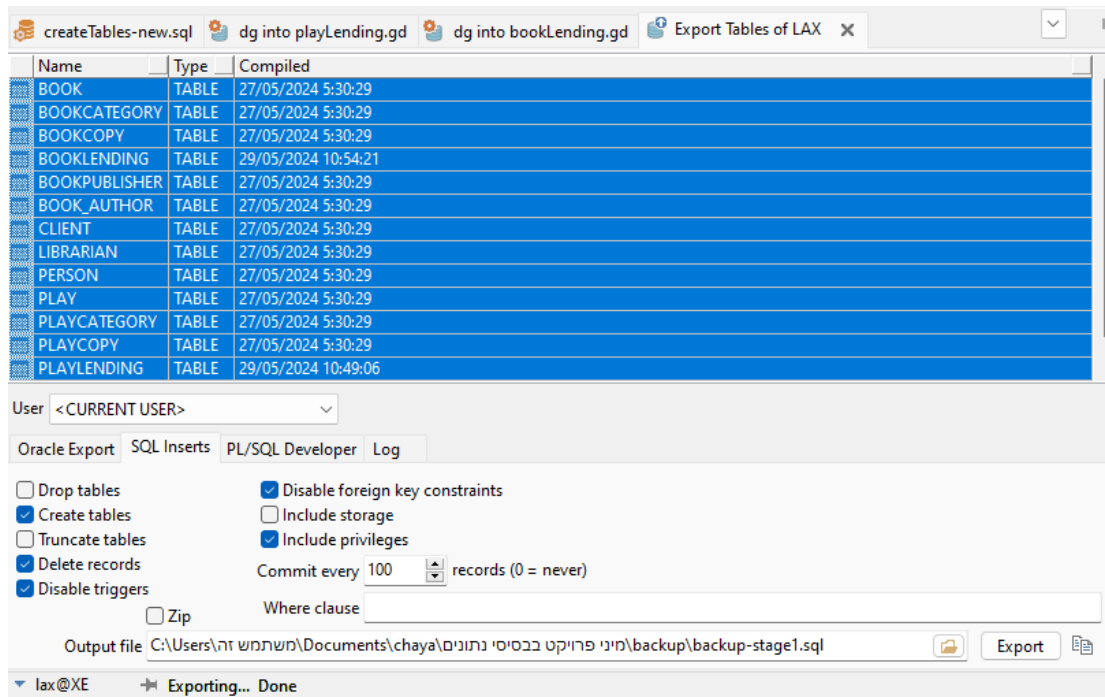 createTables-new.sql dg into playLending.gd dg into bookLending.gd Export Tables of LAX
Name Type Compiled
BOOK TABLE 27/05/2024 5:30:29
BOOKCATEGORY TABLE 27/05/2024 5:30:29
BOOKCOPY TABLE 27/05/2024 5:30:29
BOOKLENDING TABLE 29/05/2024 10:54:21
BOOKPUBLISHER TABLE 27/05/2024 5:30:29
BOOK_AUTHOR TABLE 27/05/2024 5:30:29
CLIENT TABLE 27/05/2024 5:30:29
LIBRARIAN TABLE 27/05/2024 5:30:29
PERSON TABLE 27/05/2024 5:30:29
PLAY TABLE 27/05/2024 5:30:29
PLAYCATEGORY TABLE 27/05/2024 5:30:29
PLAYCOPY TABLE 27/05/2024 5:30:29
PLAYLENDING TABLE 29/05/2024 10:49:06
User <CURRENT USER>
Oracle Export SQL Inserts PL/SQL Developer Log
Drop tables Disable foreign key constraints
Create tables Include storage
Truncate tables Include privileges
Delete records Commit every 100 records (0 = never)
Disable triggers
Zip Where clause
Output file C:\Users\משתמש זה\Documents\chaya\מיני פרויקט בבסיסי נתונים\backup\backup-stage1.sql Export
lax@XE Exporting... Done